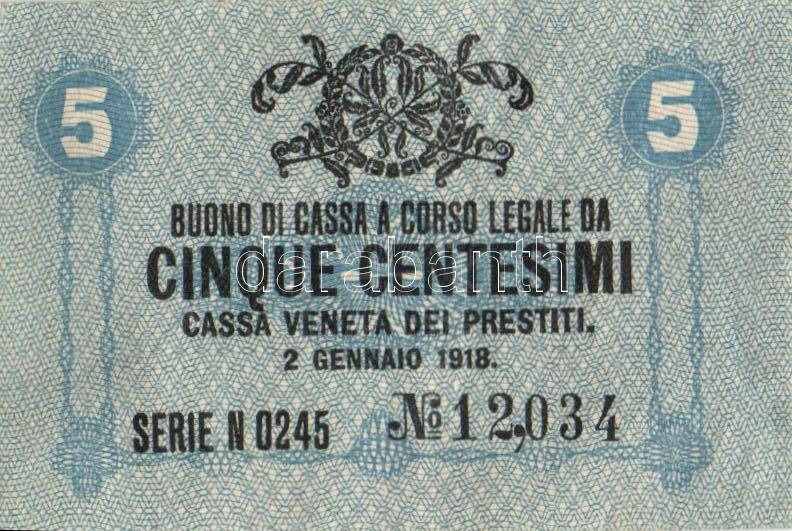 5 5
BUONO DI CASSA A CORSO LEGALE DA
CINQUE CENTESIMI
darabanth
CASSA VENETA DEI PRESTITI.
2 GENNAIO 1918.
SERIE N 0245 № 12,034